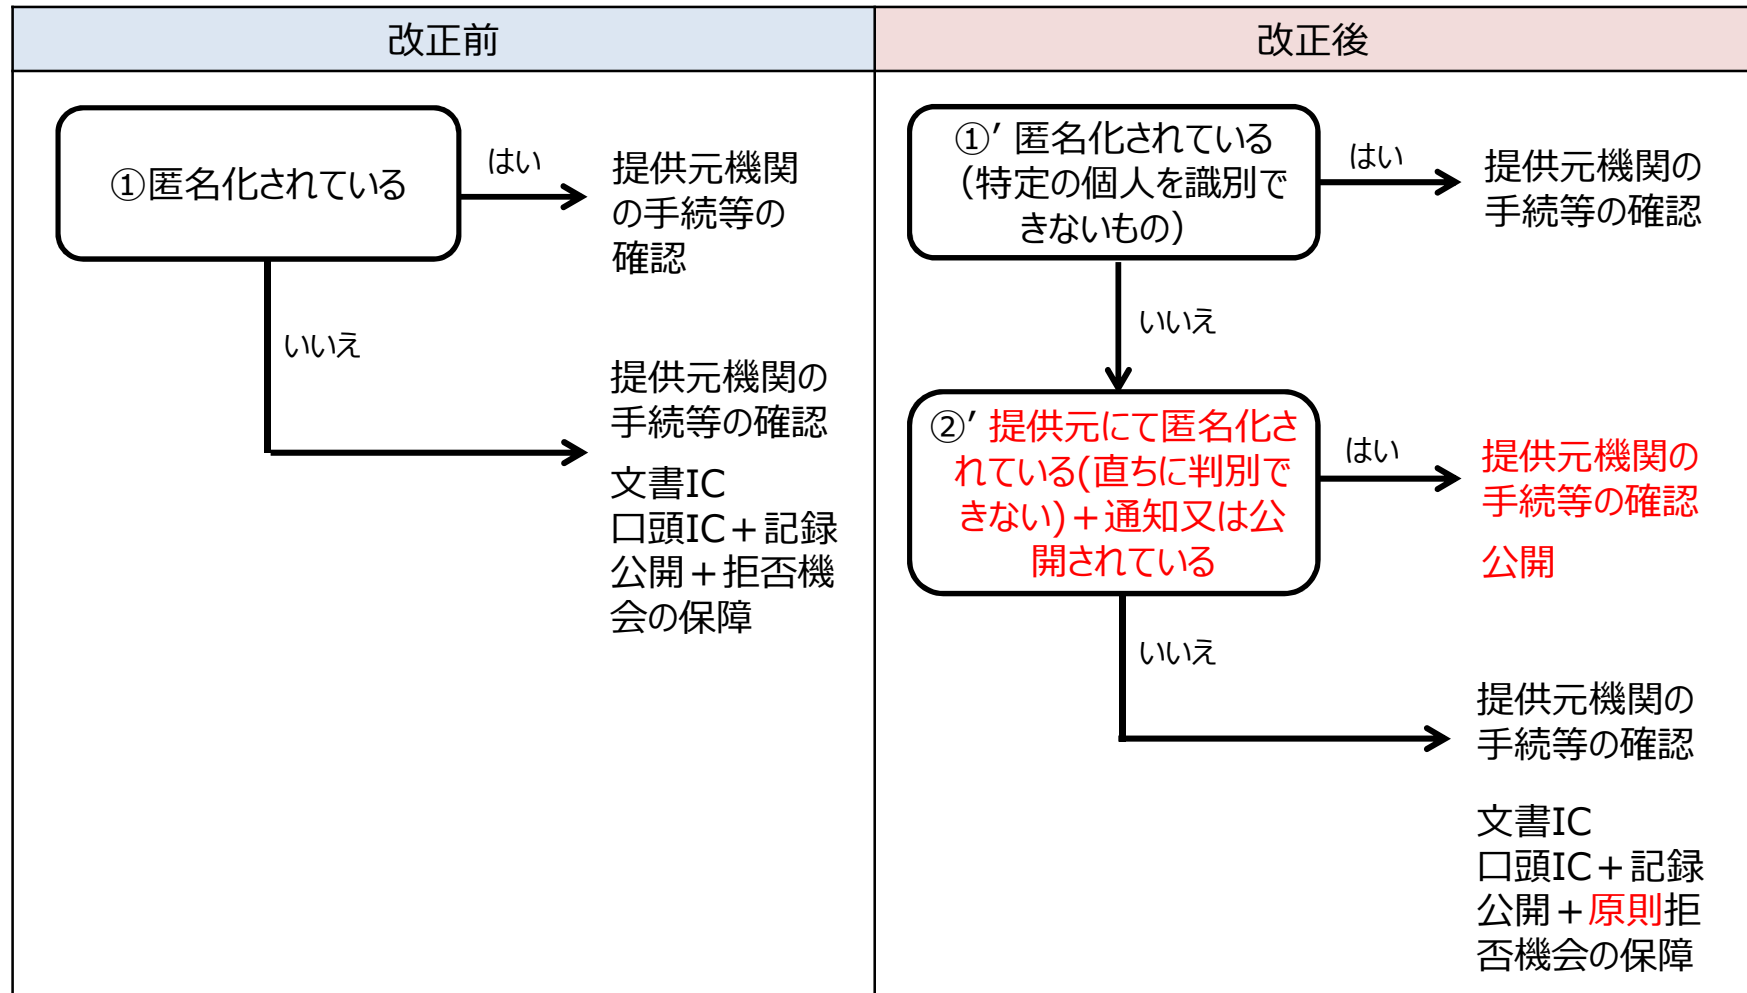 改正前
①匿名化されている
はい
提供元機関
の手続等の
確認
いいえ
提供元機関の
手続等の確認
文書IC
口頭IC＋記録
公開＋拒否機
会の保障
改正後
①’ 匿名化されている
（特定の個人を識別で
きないもの）
はい
提供元機関の
手続等の確認
いいえ
②’ 提供元にて匿名化さ
れている(直ちに判別で
きない)＋通知又は公
開されている
はい
提供元機関の
手続等の確認
公開
いいえ
提供元機関の
手続等の確認
文書IC
口頭IC＋記録
公開＋原則拒
否機会の保障